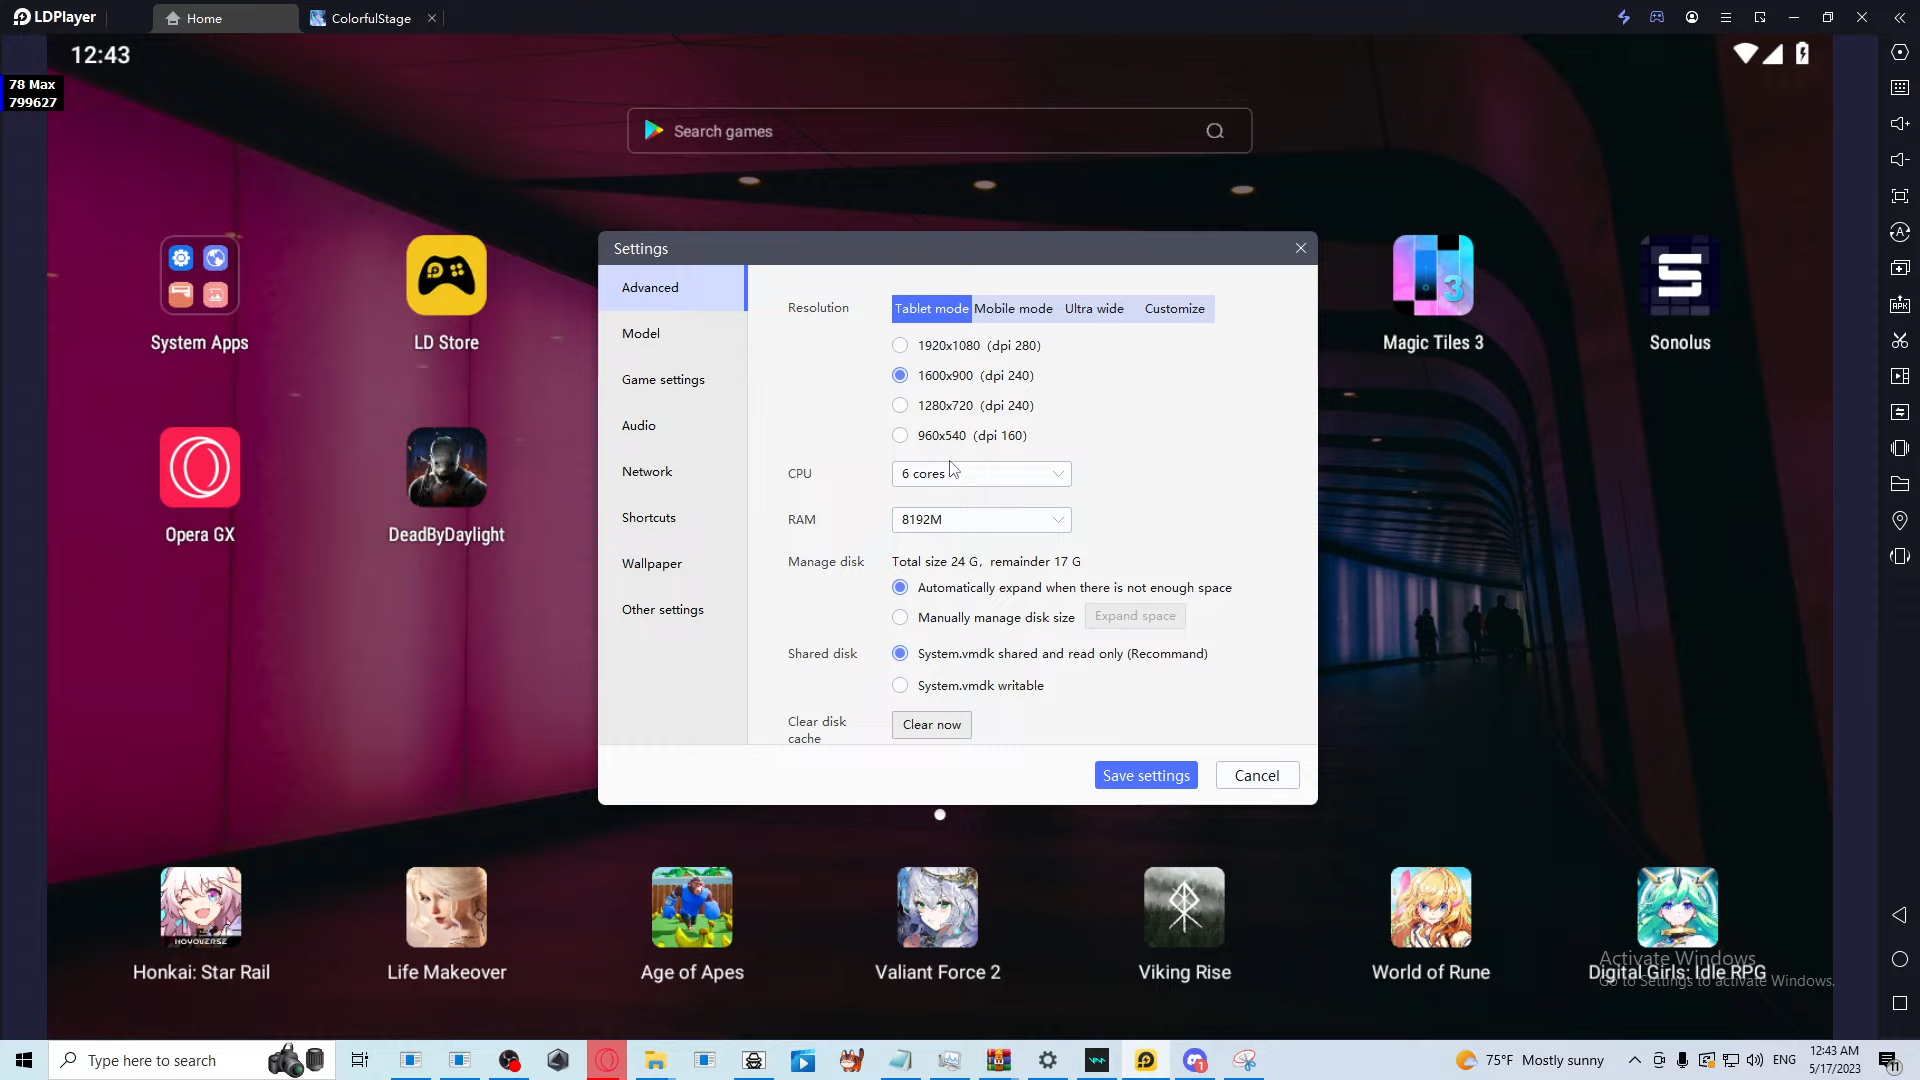 LDPlayer
Home
ColorfulStage
12:43
78 Max
799627
Search games
System Apps
LD Store
Magic Tiles 3
Sonolus
Opera GX
DeadByDaylight
Settings
Advanced
Model
Game settings
Audio
Network
Shortcuts
Wallpaper
Other settings
Resolution
Tablet mode Mobile mode Ultra wide Customize
1920x1080 (dpi 280)
1600x900 (dpi 240)
1280x720 (dpi 240)
960x540 (dpi 160)
CPU
6 cores
RAM
8192M
Manage disk
Total size 24 G, remainder 17 G
Automatically expand when there is not enough space
Manually manage disk size
Expand space
Shared disk
System.vmdk shared and read only (Recommand)
System.vmdk writable
Clear disk
cache
Clear now
Save settings
Cancel
HOYOVERSE
Honkai: Star Rail
Life Makeover
Age of Apes
Valiant Force 2
Viking Rise
World of Rune
Digital Girls: Idle RPG
Activate Windows
Go to Settings to activate Windows.
Type here to search
75°F Mostly sunny
ENG
12:43 AM
5/17/2023
11